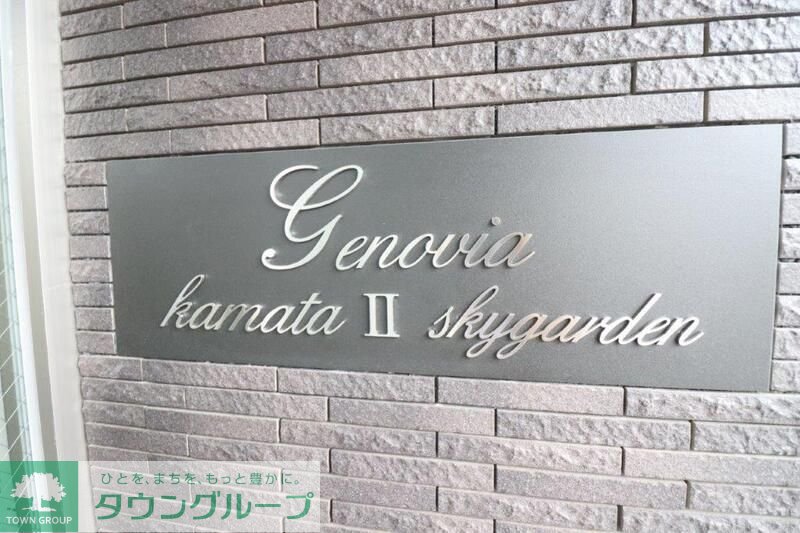 Genovia
kamata II skygarden
ひとを、まちを、もっと豊かに。
タウングループ
TOWN GROUP